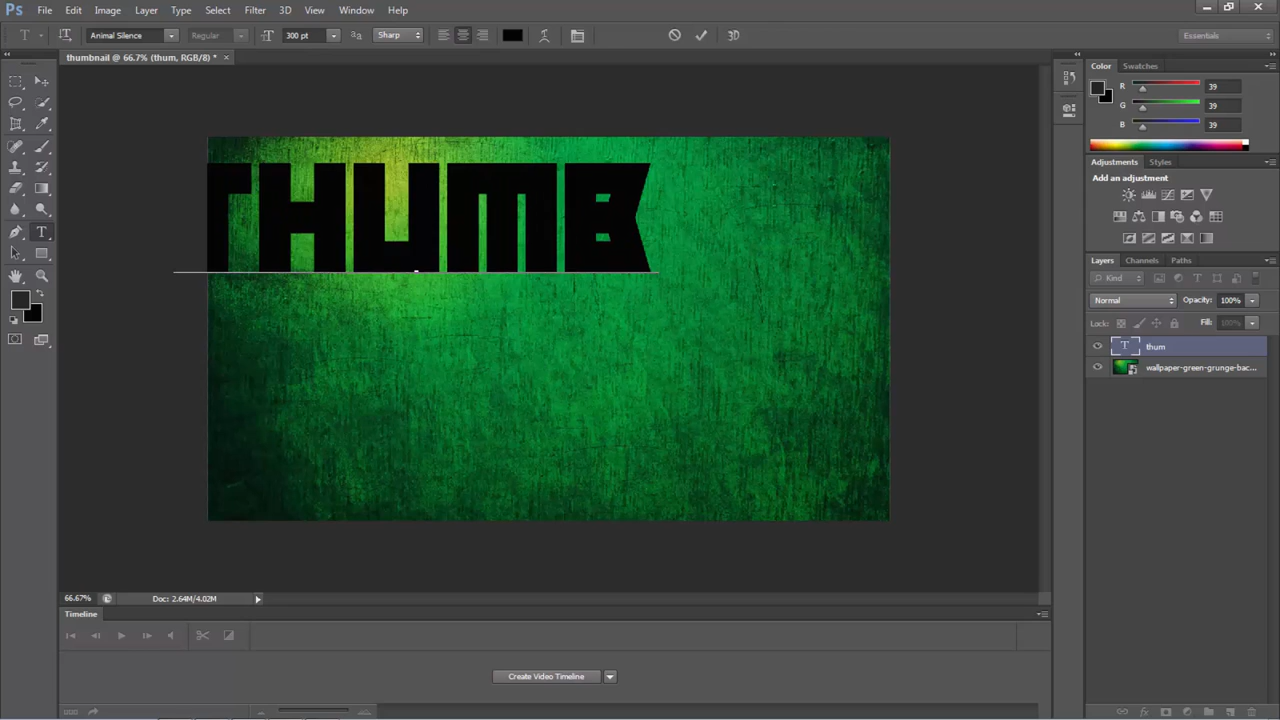 Ps File Edit Image Layer Type Select Filter 3D View Window Help
T Animal Silence Regular T 300 pt aa Sharp 3D Essentials
thumbnail @ 66.7% (thum, RGB/8) * ×
Color Swatches
R 39
G 39
B 39
Adjustments Styles
Add an adjustment
Layers Channels Paths
Kind
Normal Opacity: 100%
Lock: Fill: 100%
T thum
wallpaper-green-grunge-bac...
THUMB
66.67% Doc: 2.64M/4.02M
Timeline
Create Video Timeline